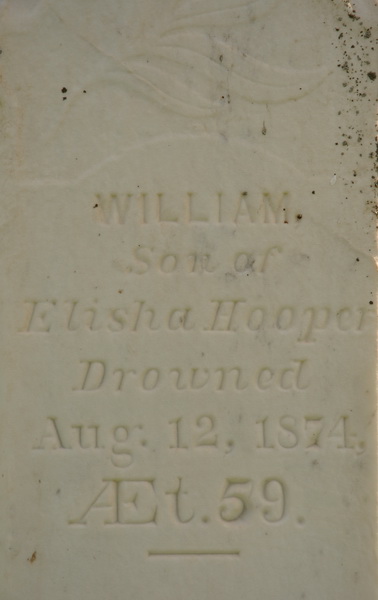 WILLIAM.
Son of
Elisha Hooper
Drowned
Aug. 12, 1874,
Æt. 59.